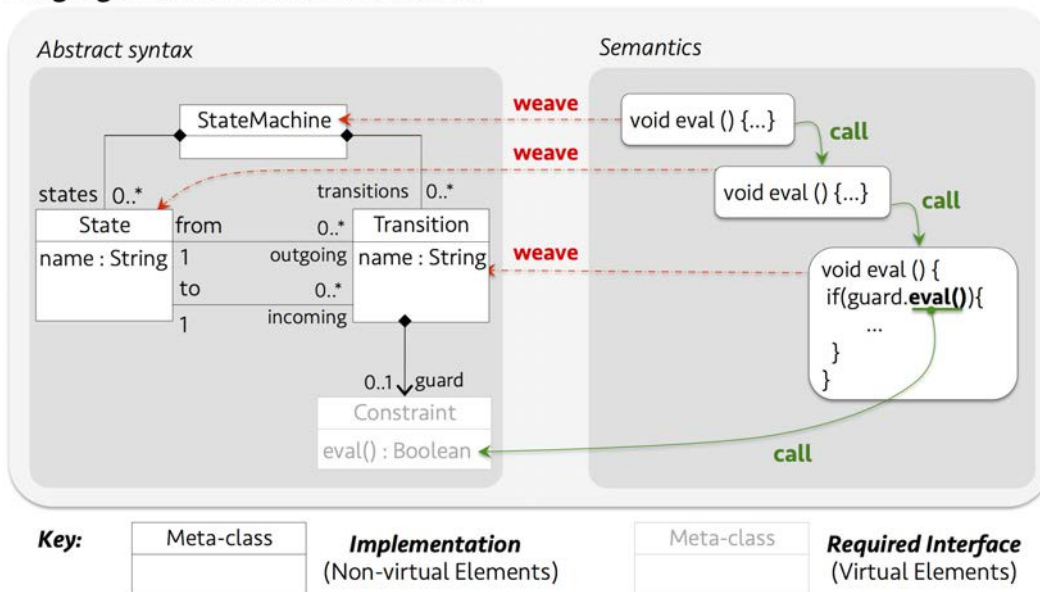 Abstract syntax
Semantics
StateMachine
weave
void eval () {...}
call
weave
void eval () {...}
call
states 0..*
transitions 0..*
State
from
0..*
Transition
name : String
1
outgoing
name : String
weave
to
0..*
1
incoming
void eval () {
if(guard.eval()){
...
}
}
0..1
guard
Constraint
eval() : Boolean
call
Key:
Meta-class
Implementation
(Non-virtual Elements)
Meta-class
Required Interface
(Virtual Elements)